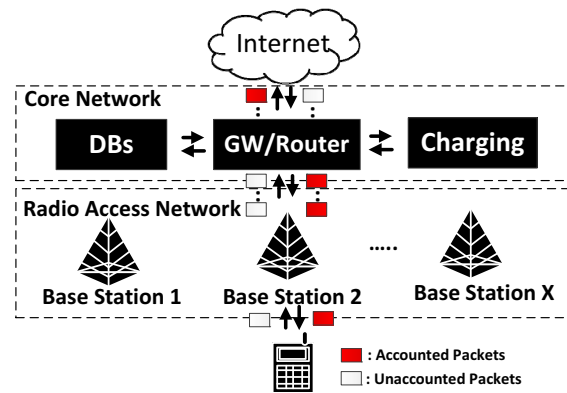 Internet
Core Network
DBs
GW/Router
Charging
Radio Access Network
.....
Base Station 1
Base Station 2
Base Station X
: Accounted Packets
: Unaccounted Packets